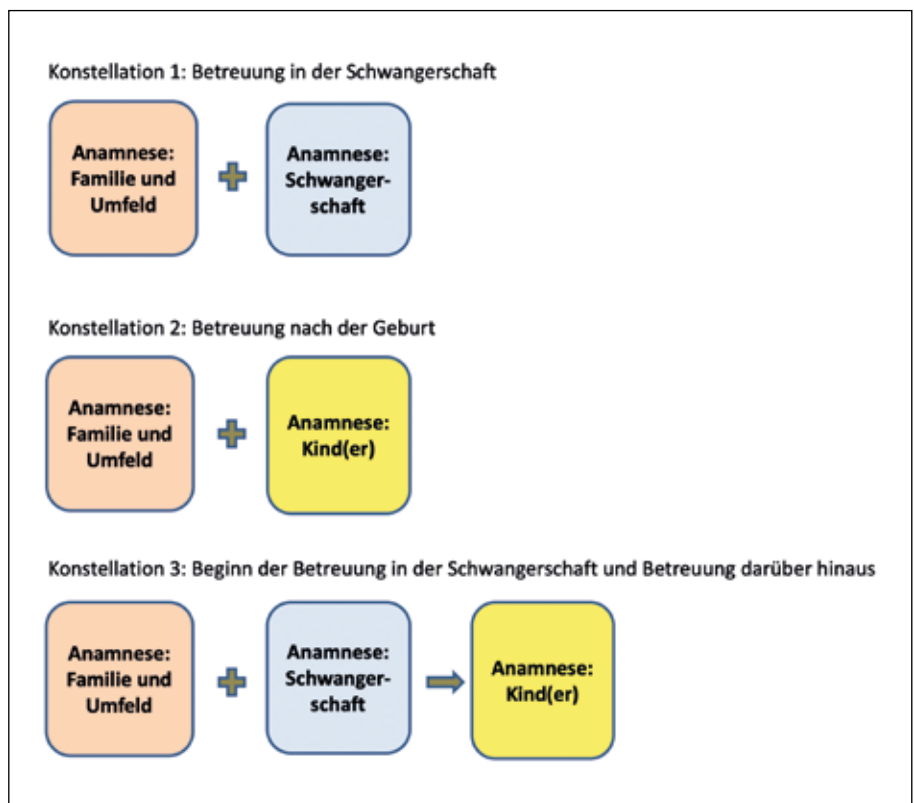 Konstellation 1: Betreuung in der Schwangerschaft
Anamnese:
Familie und
Umfeld
Anamnese:
Schwanger-
schaft
Konstellation 2: Betreuung nach der Geburt
Anamnese:
Familie und
Umfeld
Anamnese:
Kind(er)
Konstellation 3: Beginn der Betreuung in der Schwangerschaft und Betreuung darüber hinaus
Anamnese:
Familie und
Umfeld
Anamnese:
Schwanger-
schaft
Anamnese:
Kind(er)